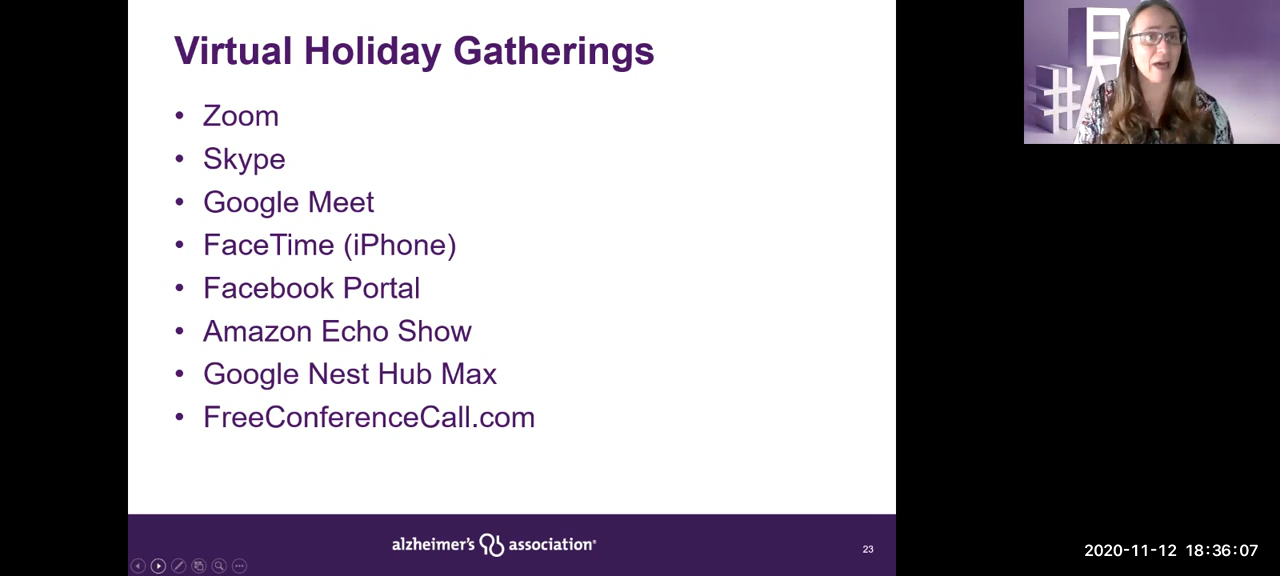 Virtual Holiday Gatherings
• Zoom
• Skype
• Google Meet
• FaceTime (iPhone)
• Facebook Portal
• Amazon Echo Show
• Google Nest Hub Max
• FreeConferenceCall.com
alzheimer's association®
23
2020-11-12 18:36:07